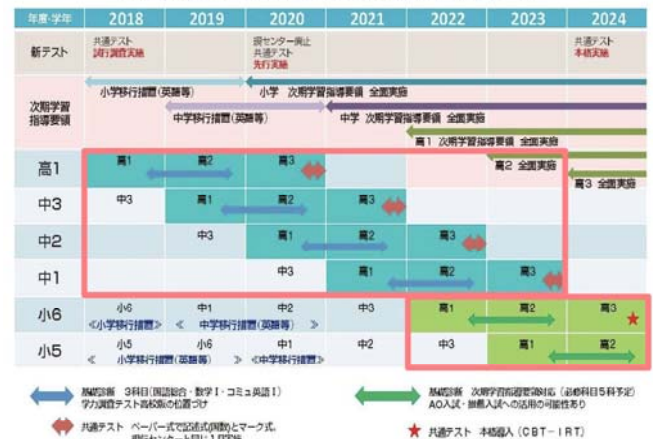 年度・学年 2018 2019 2020 2021 2022 2023 2024
新テスト
共通テスト
試行調査実施
現センター廃止
共通テスト
先行実施
共通テスト
本格実施
次期学習
指導要領
小学移行措置(英語等) 小学 次期学習指導要領 全面実施
中学移行措置(英語等) 中学 次期学習指導要領 全面実施
高1 次期学習指導要領 全面実施
高2 全面実施
高3 全面実施
高1 高1 高2 高3
中3 中3 高1 高2 高3
中2 中3 高1 高2 高3
中1 中3 高1 高2 高3
小6 小6 中1 中2 中3 高1 高2 高3
≪小学移行措置≫ ≪ 中学移行措置(英語等) ≫
小5 小5 小6 中1 中2 中3 高1 高2
≪ 小学移行措置(英語等) ≫ ≪中学移行措置≫
基礎診断 3科目(国語総合・数学Ⅰ・コミュ英語Ⅰ)
学力調査テスト高校版の位置づけ
基礎診断 次期学習指導要領対応(必修科目5科予定)
AO入試・推薦入試への活用の可能性あり
共通テスト ペーパー式で記述式(国数)とマーク式、
現行センターと同じ1月実施
共通テスト 本格導入(CBT-IRT)